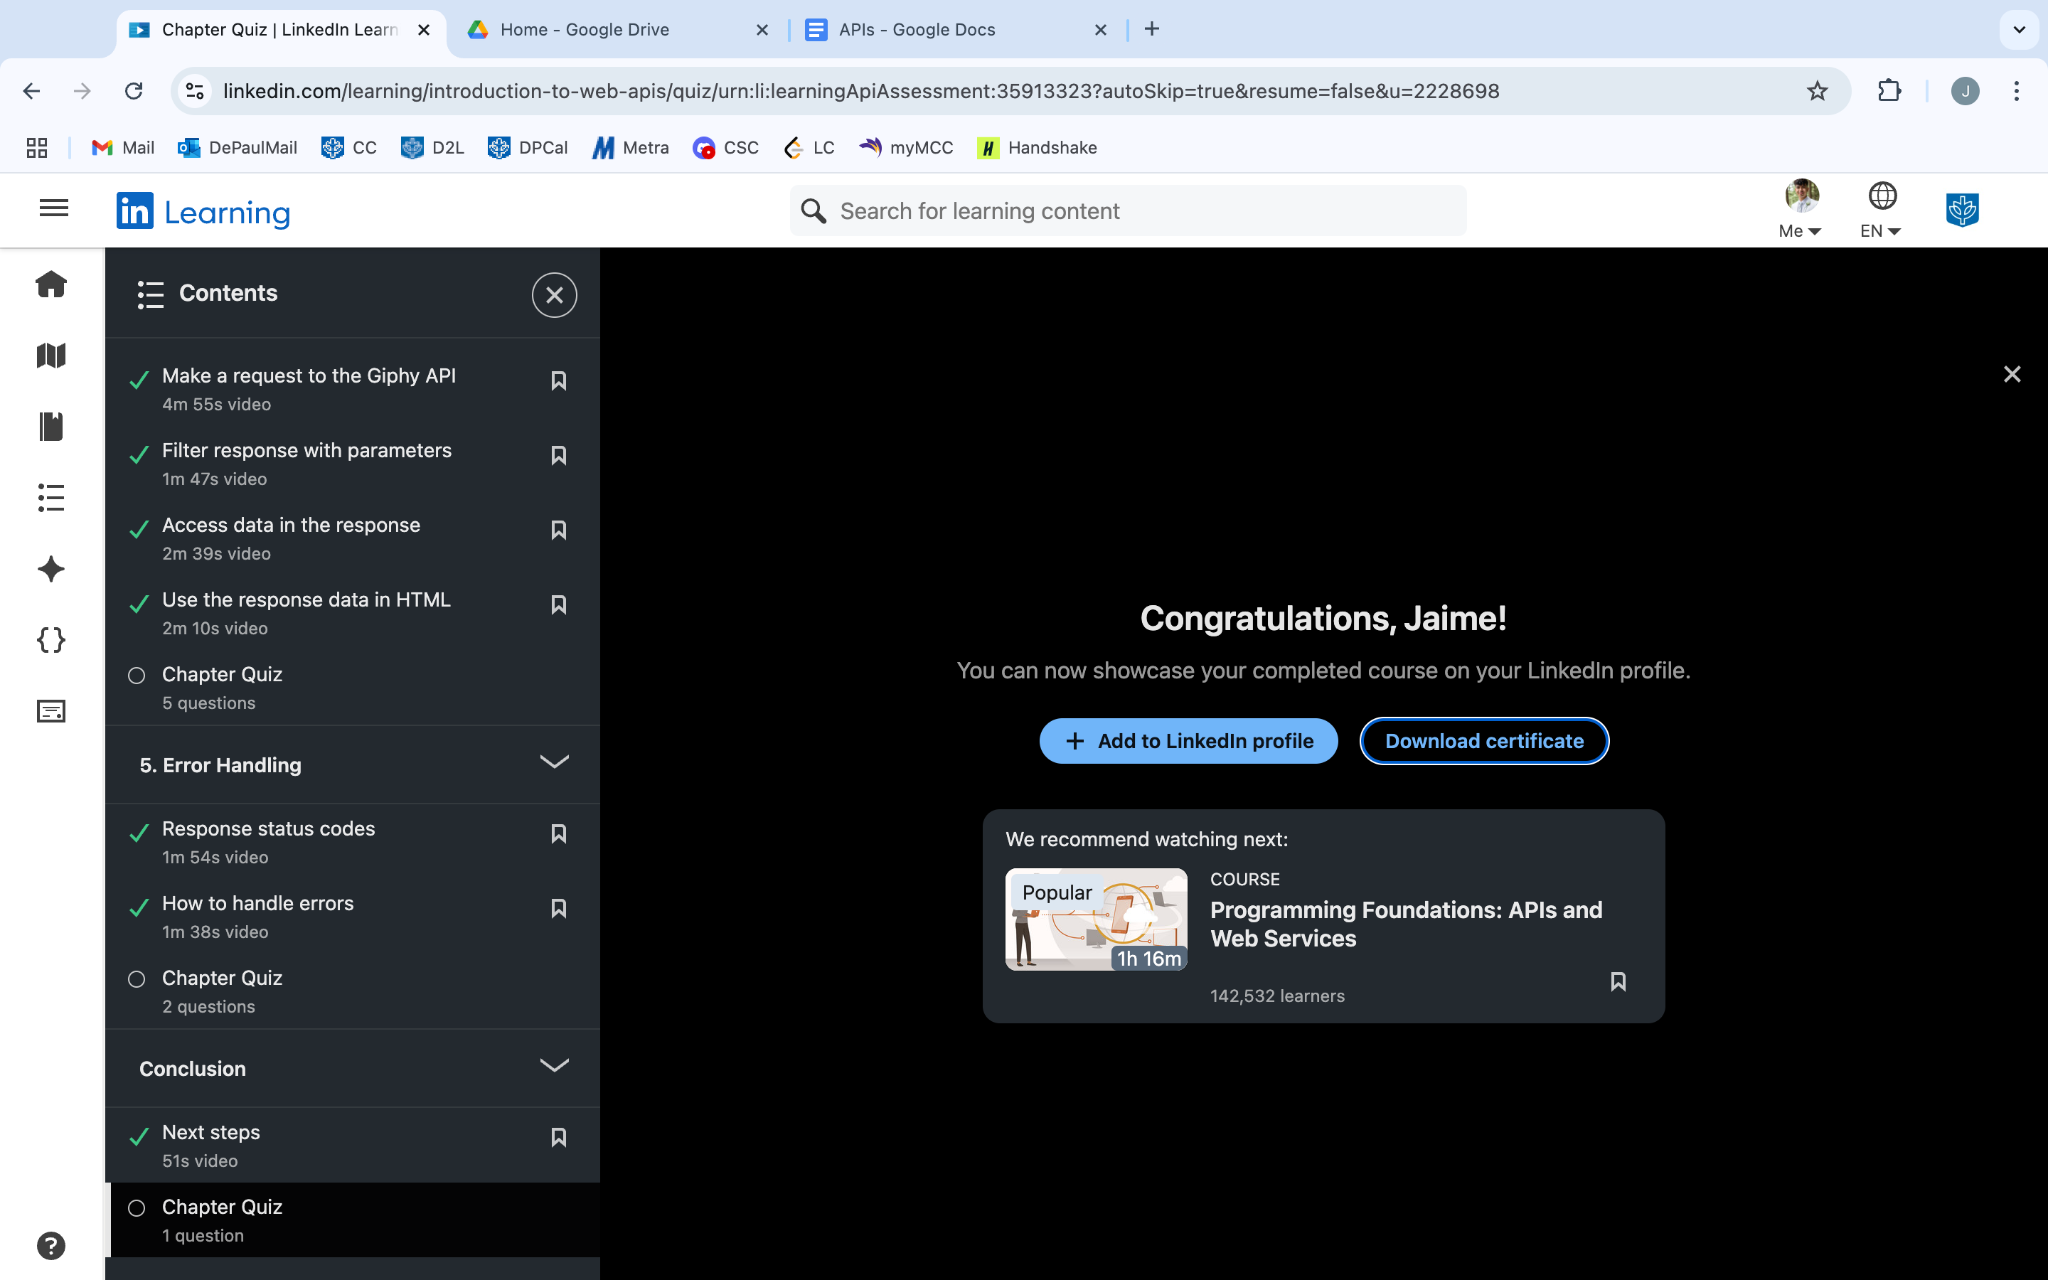 Chapter Quiz | LinkedIn Learn
Home - Google Drive
APIs - Google Docs
linkedin.com/learning/introduction-to-web-apis/quiz/urn:li:learningApiAssessment:35913323?autoSkip=true&resume=false&u=2228698
J
Mail
DePaulMail
CC
D2L
DPCal
Metra
CSC
LC
myMCC
Handshake
in Learning
Search for learning content
Me
EN
Contents
Make a request to the Giphy API
4m 55s video
Filter response with parameters
1m 47s video
Access data in the response
2m 39s video
Use the response data in HTML
2m 10s video
Chapter Quiz
5 questions
5. Error Handling
Response status codes
1m 54s video
How to handle errors
1m 38s video
Chapter Quiz
2 questions
Conclusion
Next steps
51s video
Chapter Quiz
1 question
Congratulations, Jaime!
You can now showcase your completed course on your LinkedIn profile.
+ Add to LinkedIn profile
Download certificate
We recommend watching next:
Popular
1h 16m
COURSE
Programming Foundations: APIs and
Web Services
142,532 learners